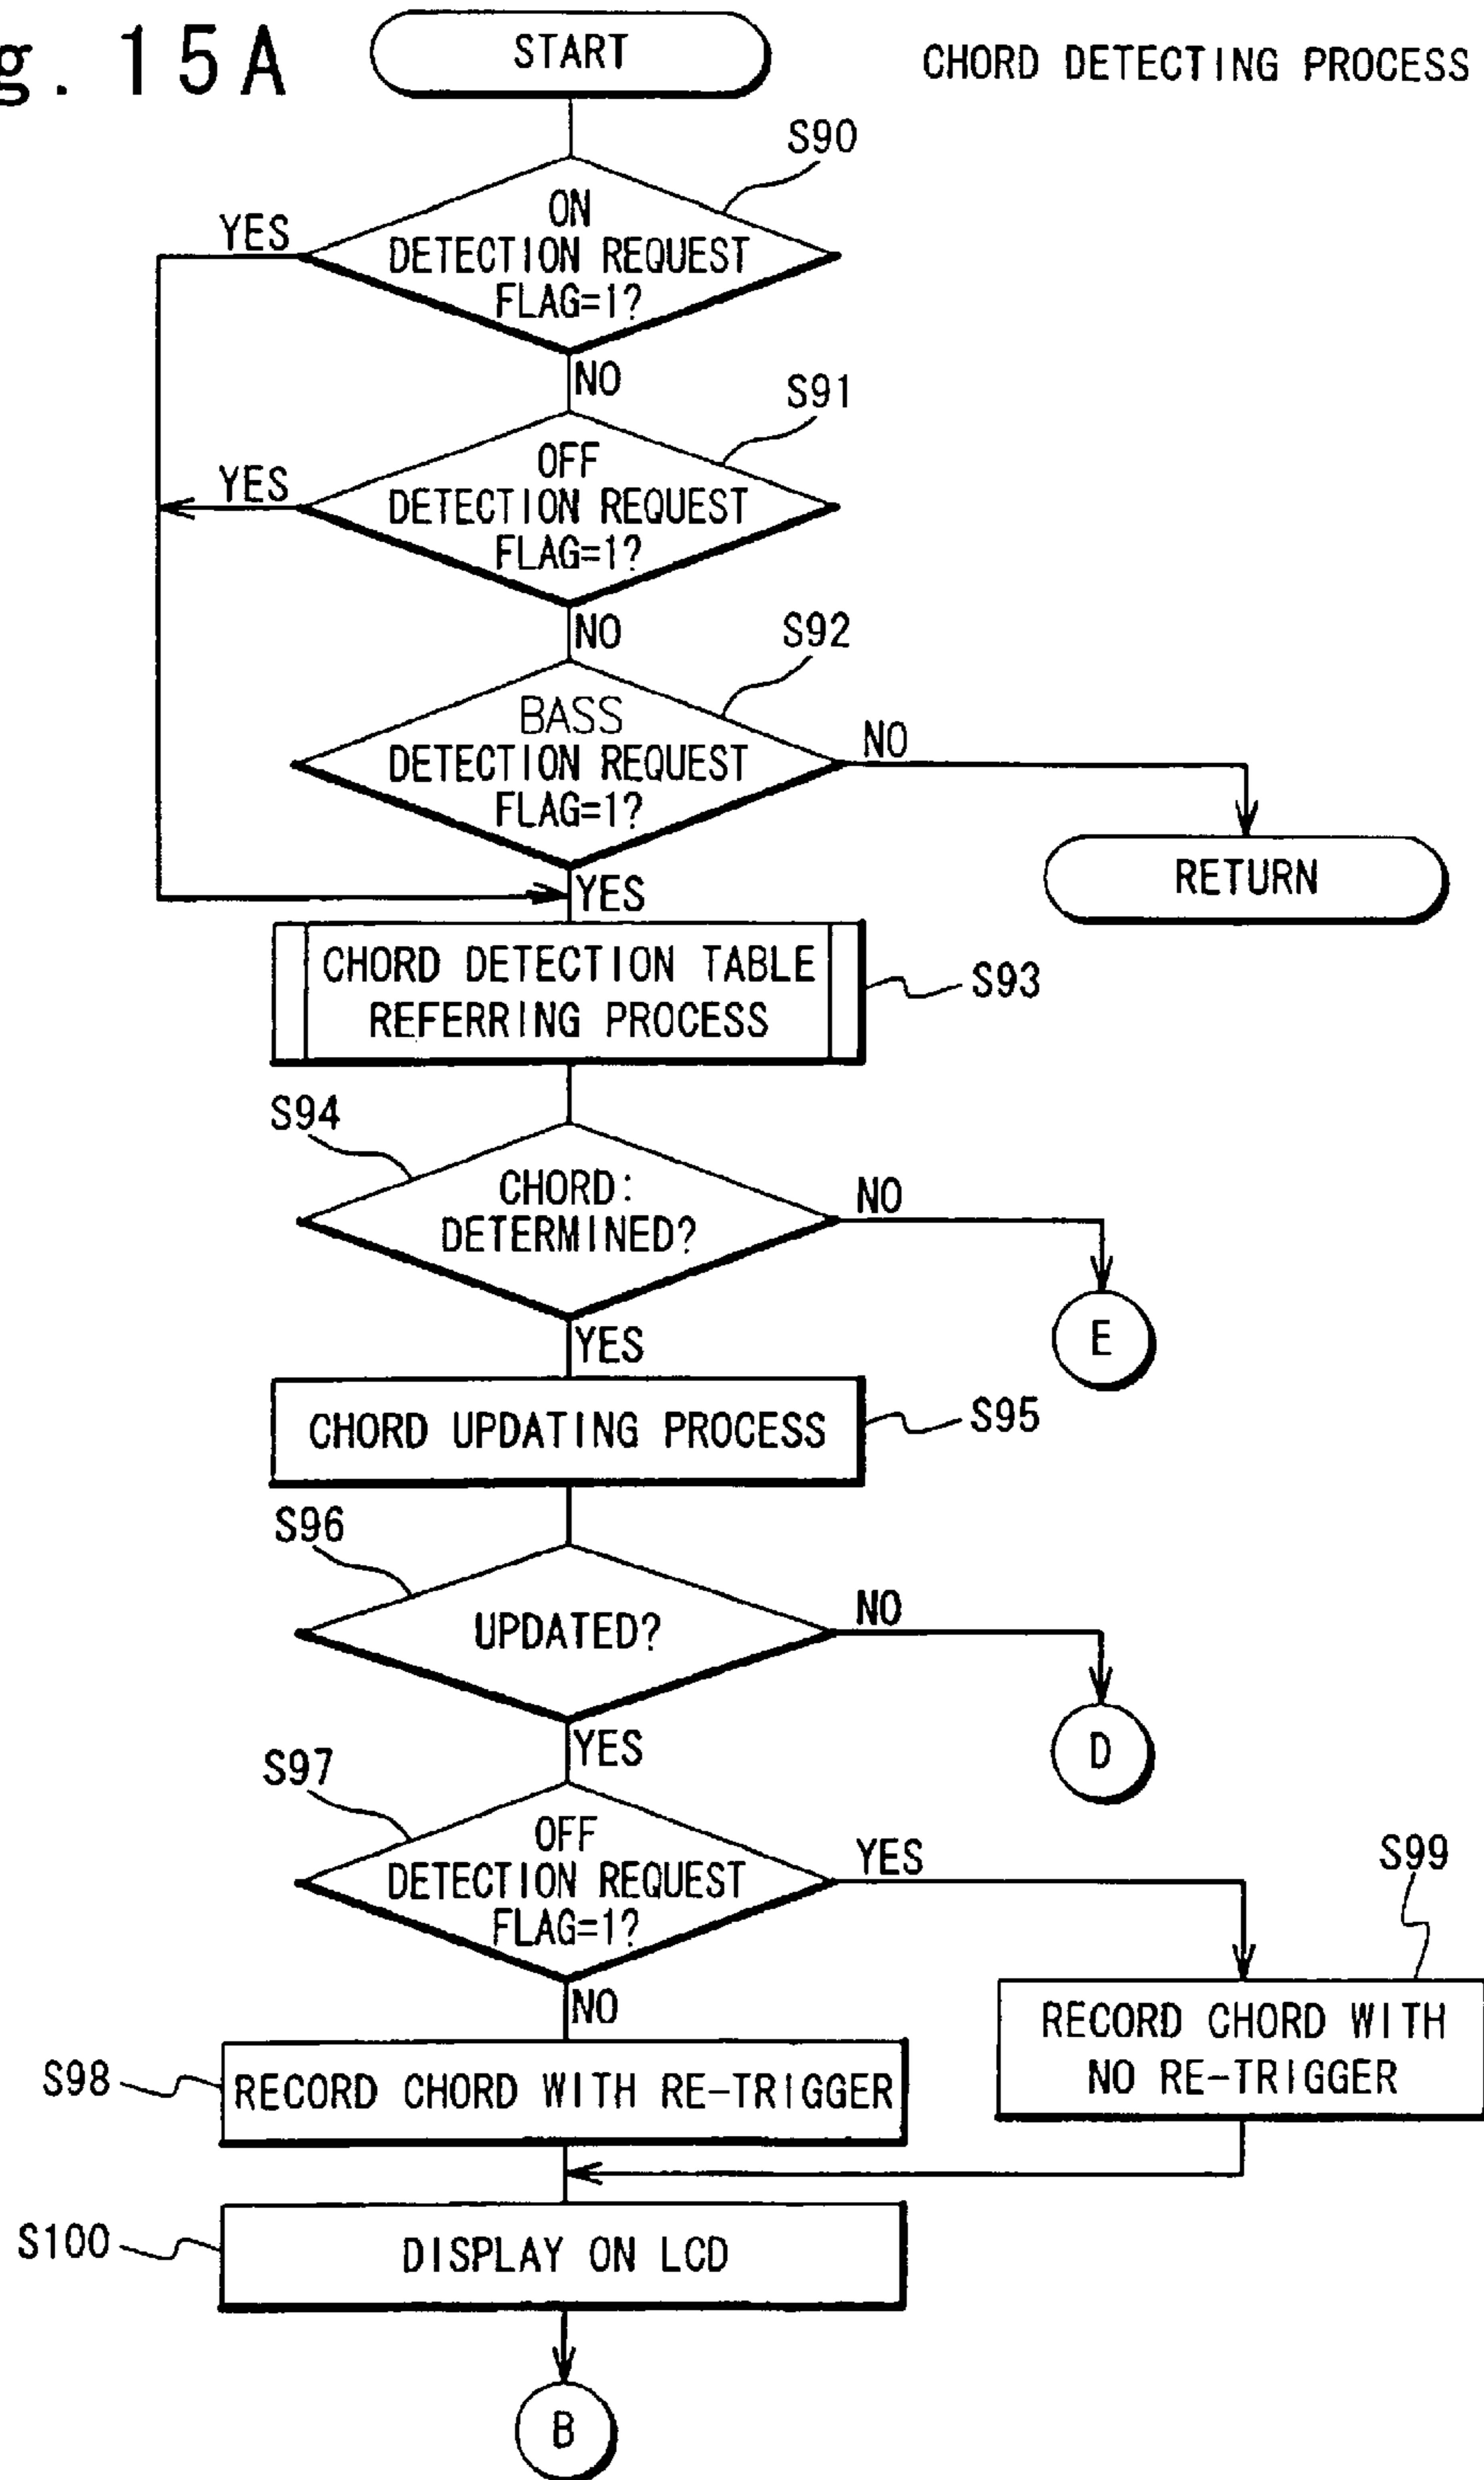 g. 15A
START
CHORD DETECTING PROCESS
S90
ON
DETECTION REQUEST
FLAG=1?
YES
NO
S91
OFF
DETECTION REQUEST
FLAG=1?
YES
NO
S92
BASS
DETECTION REQUEST
FLAG=1?
NO
RETURN
YES
CHORD DETECTION TABLE
REFERRING PROCESS
S93
S94
CHORD:
DETERMINED?
NO
E
YES
CHORD UPDATING PROCESS
S95
S96
UPDATED?
NO
D
YES
S97
OFF
DETECTION REQUEST
FLAG=1?
YES
S99
NO
RECORD CHORD WITH
NO RE-TRIGGER
S98
RECORD CHORD WITH RE-TRIGGER
S100
DISPLAY ON LCD
B